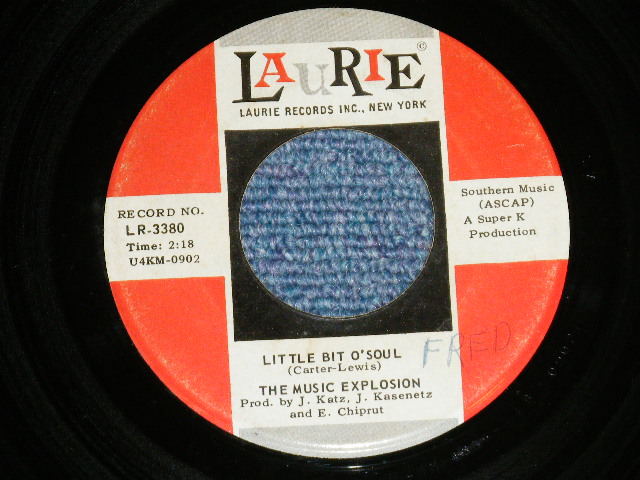 LAURIE ©
LAURIE RECORDS INC., NEW YORK
RECORD NO.
LR-3380
Time: 2:18
U4KM-0902
Southern Music
(ASCAP)
A Super K
Production
LITTLE BIT O'SOUL
(Carter-Lewis)
FRED
THE MUSIC EXPLOSION
Prod. by J. Katz, J. Kasenetz
and E. Chiprut